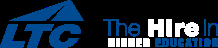 LTC The Hire In
HIGHER EDUCATION